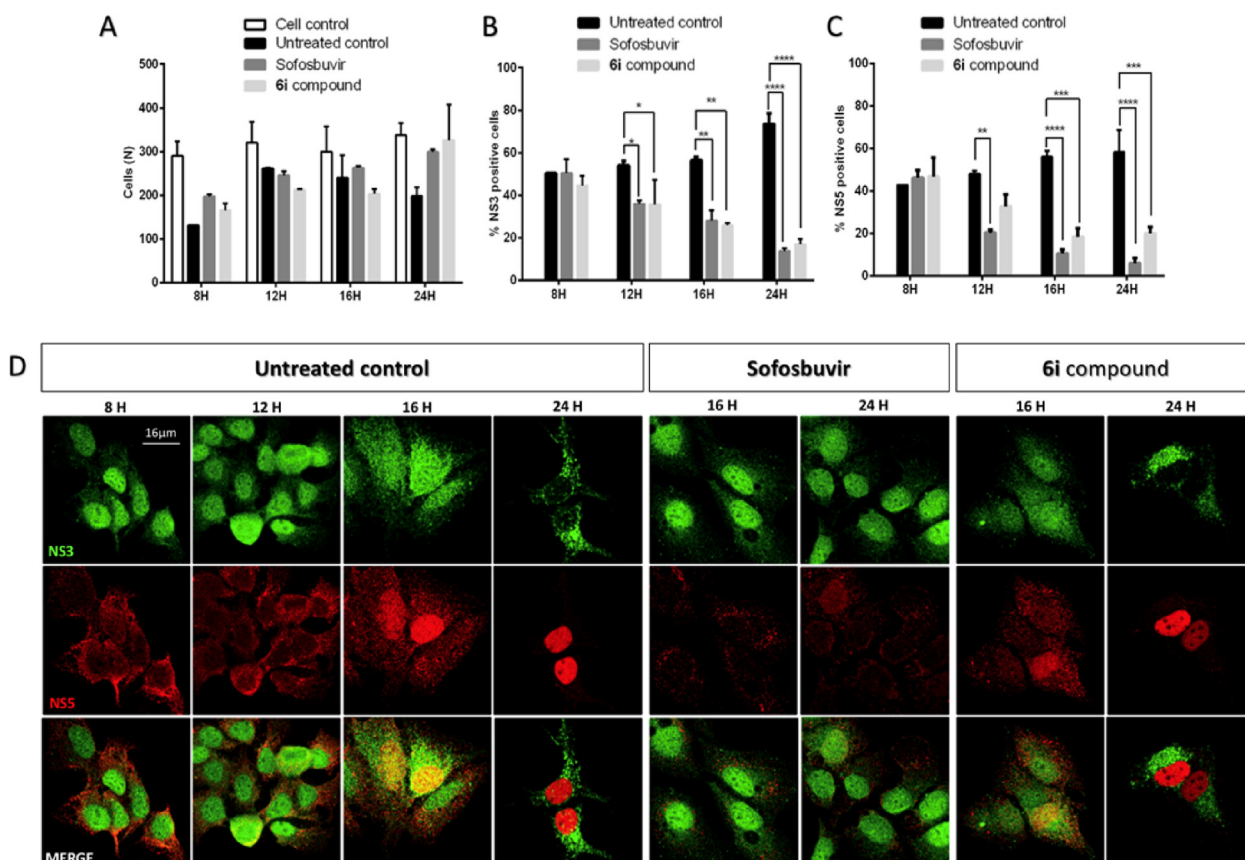 A
Cell control
Untreated control
Sofosbuvir
6i compound
Cells (N)
500
400
300
200
100
0
8H
12H
16H
24H
B
Untreated control
Sofosbuvir
6i compound
% NS3 positive cells
100
80
60
40
20
0
*
*
**
**
****
****
8H
12H
16H
24H
C
Untreated control
Sofosbuvir
6i compound
% NS5 positive cells
100
80
60
40
20
0
**
***
****
***
****
8H
12H
16H
24H
D
Untreated control
Sofosbuvir
6i compound
8 H
12 H
16 H
24 H
16 H
24 H
16 H
24 H
16µm
NS3
NS5
MERGE